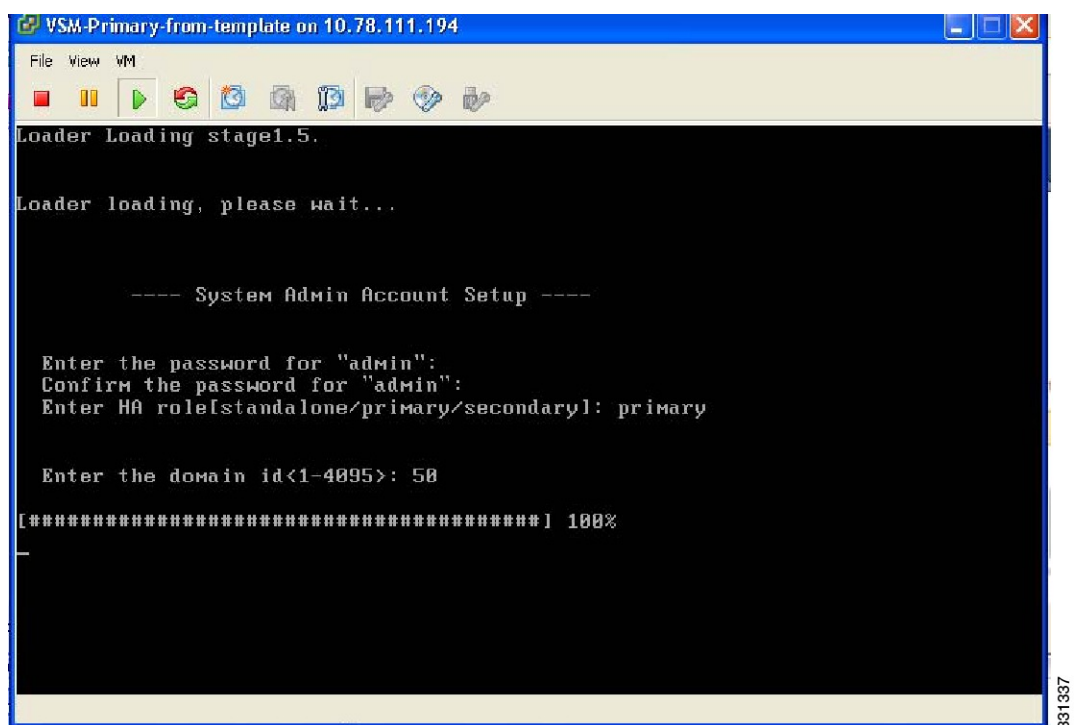 VSM-Primary-from-template on 10.78.111.194
File View VM
Loader Loading stage1.5.
Loader loading, please wait...
---- System Admin Account Setup ----
Enter the password for "admin":
Confirm the password for "admin":
Enter HA role[standalone/primary/secondary]: primary
Enter the domain id<1-4095>: 50
[########################################] 100%
331337